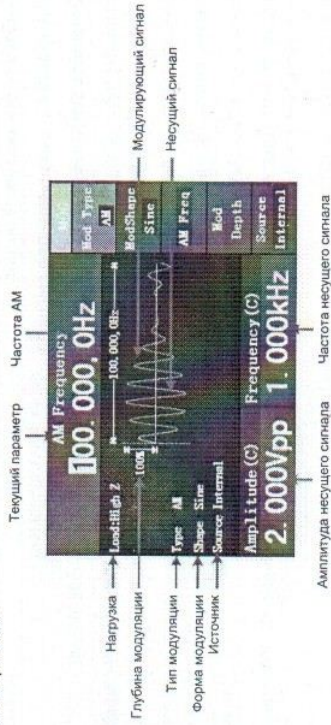 Текущий параметр
Частота АМ
Нагрузка
Глубина модуляции
Тип модуляции
Форма модуляции
Источник
AM Frequency
100. 000, 0Hz
Load:High Z
100. 000, 0Hz
100%
Type AM
Shape Sine
Source Internal
Amplitude(C)
2. 000Vpp
Frequency(C)
1. 000kHz
Mod Type
AM
ModShape
Sine
AM Freq
Mod
Depth
Source
Internal
Модулирующий сигнал
Несущий сигнал
Амплитуда несущего сигнала
Частота несущего сигнала